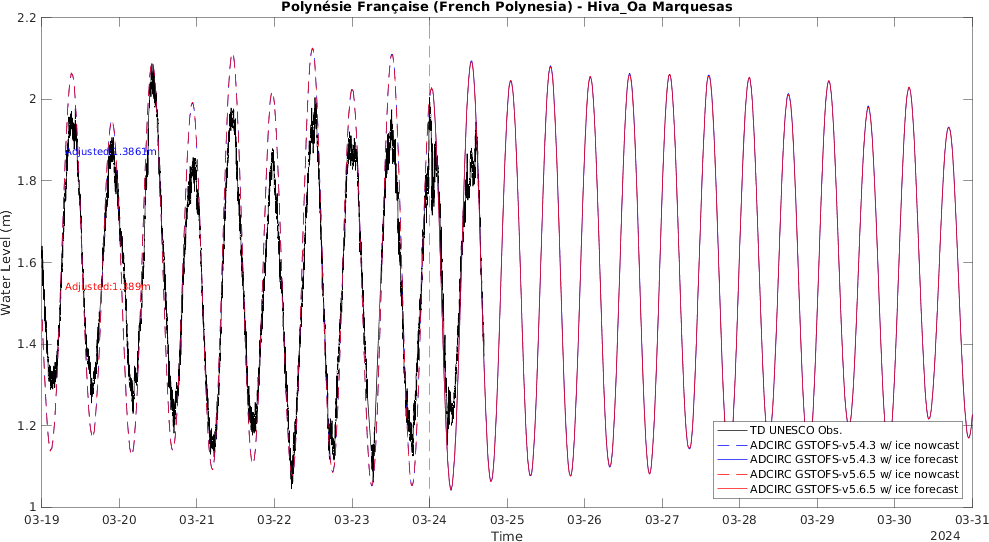 Polynésie Française (French Polynesia) - Hiva_Oa Marquesas
2.2
2
1.8
1.6
1.4
1.2
1
Water Level (m)
Adjusted:1.3861m
Adjusted:1.389m
TD UNESCO Obs.
ADCIRC GSTOFS-v5.4.3 w/ ice nowcast
ADCIRC GSTOFS-v5.4.3 w/ ice forecast
ADCIRC GSTOFS-v5.6.5 w/ ice nowcast
ADCIRC GSTOFS-v5.6.5 w/ ice forecast
03-19 03-20 03-21 03-22 03-23 03-24 03-25 03-26 03-27 03-28 03-29 03-30 03-31
Time
2024